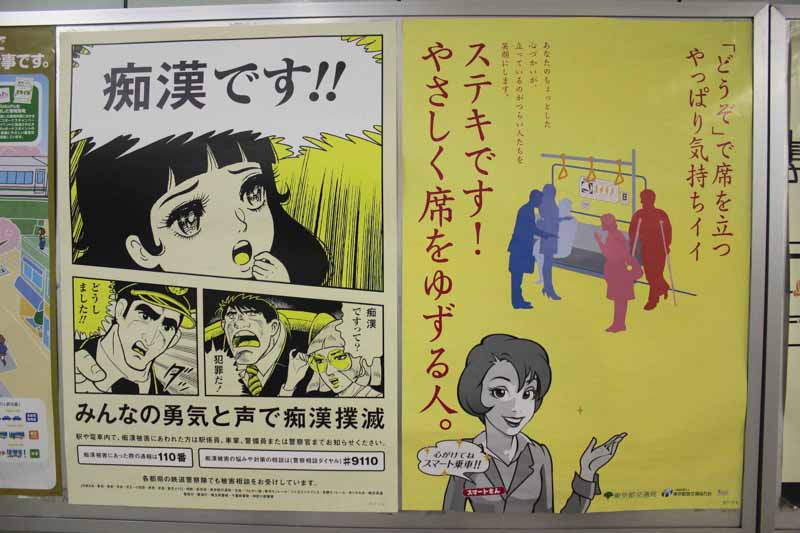 事です。
痴漢です!!
どうしました!!
犯罪だ!
痴漢ですって?
みんなの勇気と声で痴漢撲滅
駅や電車内で、痴漢被害にあわれた方は駅係員、乗務員、警備員または警察官までお知らせください。
痴漢被害にあった際の通報は110番
痴漢被害の悩みや対策の相談は(警察相談ダイヤル)#9110
各都県の鉄道警察隊でも被害相談をお受けしています。
「どうぞ」で席を立つ
やっぱり気持ちイイ
あなたのちょっとした
心づかいが、
立っているのがつらい人たちを
笑顔にします。
ステキです!
やさしく席をゆずる人。
心がけてね
スマート乗車!!
スマートさん
東京都交通局